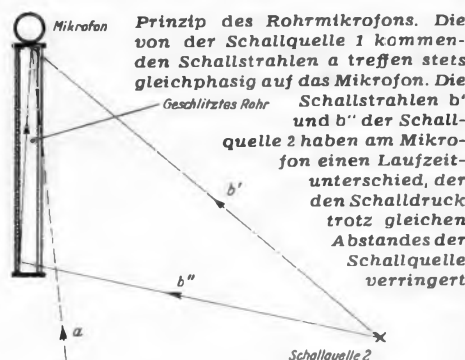 Mikrofon
Prinzip des Rohrmikrofons. Die
von der Schallquelle 1 kommen-
den Schallstrahlen a treffen stets
gleichphasig auf das Mikrofon. Die
Schallstrahlen b'
und b'' der Schall-
quelle 2 haben am Mikro-
fon einen Laufzeit-
unterschied, der
den Schalldruck
trotz gleichen
Abstandes der
Schallquelle
verringert
Geschlitztes Rohr
b'
b''
a
Schallquelle 2